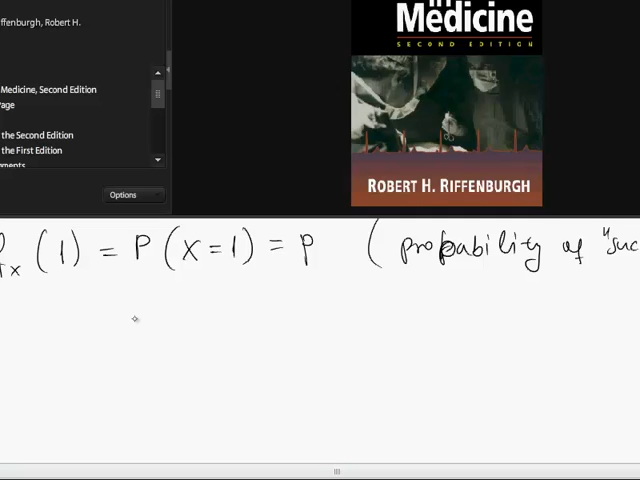 ffenburgh, Robert H.
Medicine, Second Edition
the Second Edition
the First Edition
Options
in
Medicine
SECOND EDITION
ROBERT H. RIFFENBURGH
(1) = P (X = 1) = p ( probability of "suc